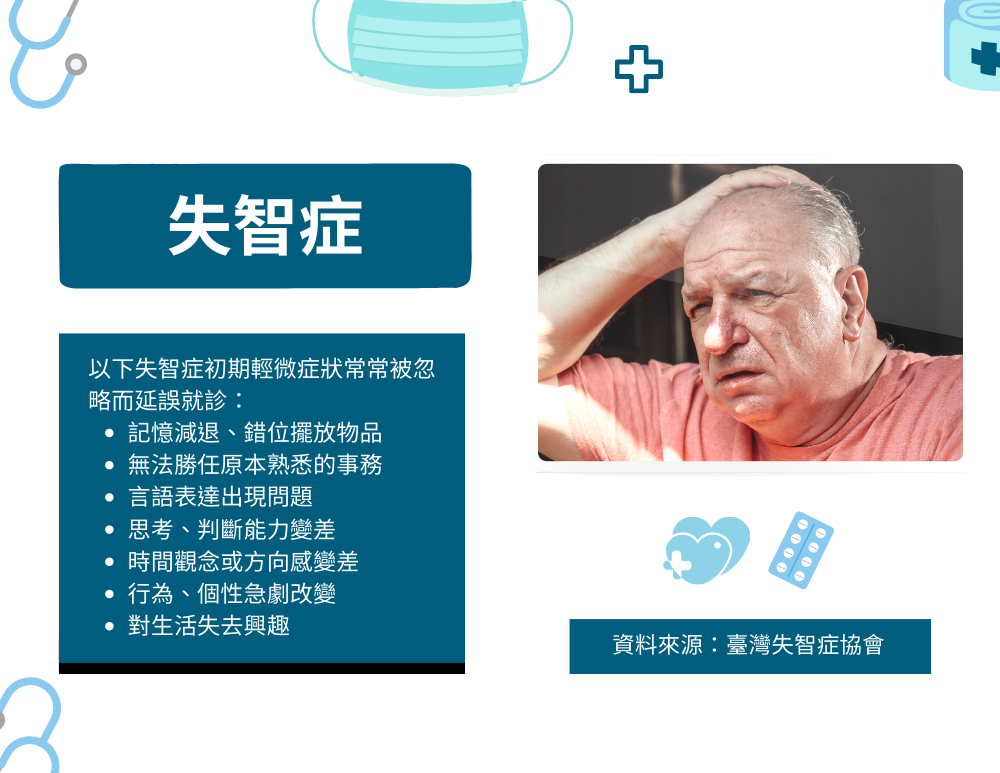 失智症
以下失智症初期輕微症狀常常被忽
略而延誤就診：
• 記憶減退、錯位擺放物品
• 無法勝任原本熟悉的事務
• 言語表達出現問題
• 思考、判斷能力變差
• 時間觀念或方向感變差
• 行為、個性急劇改變
• 對生活失去興趣
資料來源：臺灣失智症協會